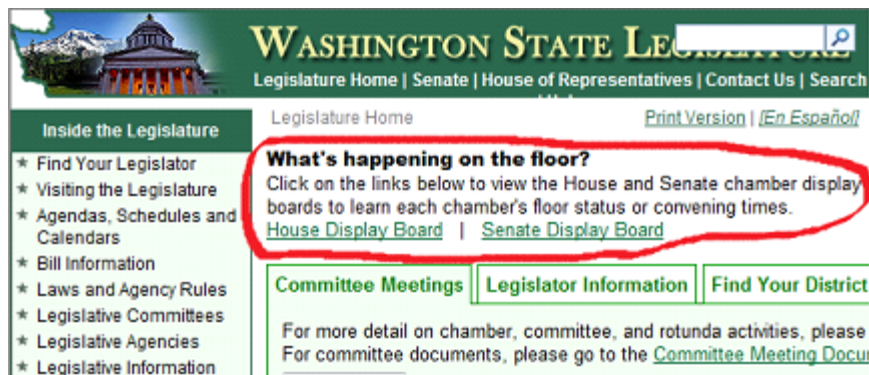 WASHINGTON STATE LEGISLATURE
Legislature Home | Senate | House of Representatives | Contact Us | Search
Inside the Legislature
Find Your Legislator
Visiting the Legislature
Agendas, Schedules and
Calendars
Bill Information
Laws and Agency Rules
Legislative Committees
Legislative Agencies
Legislative Information
Legislature Home
Print Version | [En Español]
What's happening on the floor?
Click on the links below to view the House and Senate chamber display
boards to learn each chamber's floor status or convening times.
House Display Board | Senate Display Board
Committee Meetings
Legislator Information
Find Your District
For more detail on chamber, committee, and rotunda activities, please
For committee documents, please go to the Committee Meeting Docu